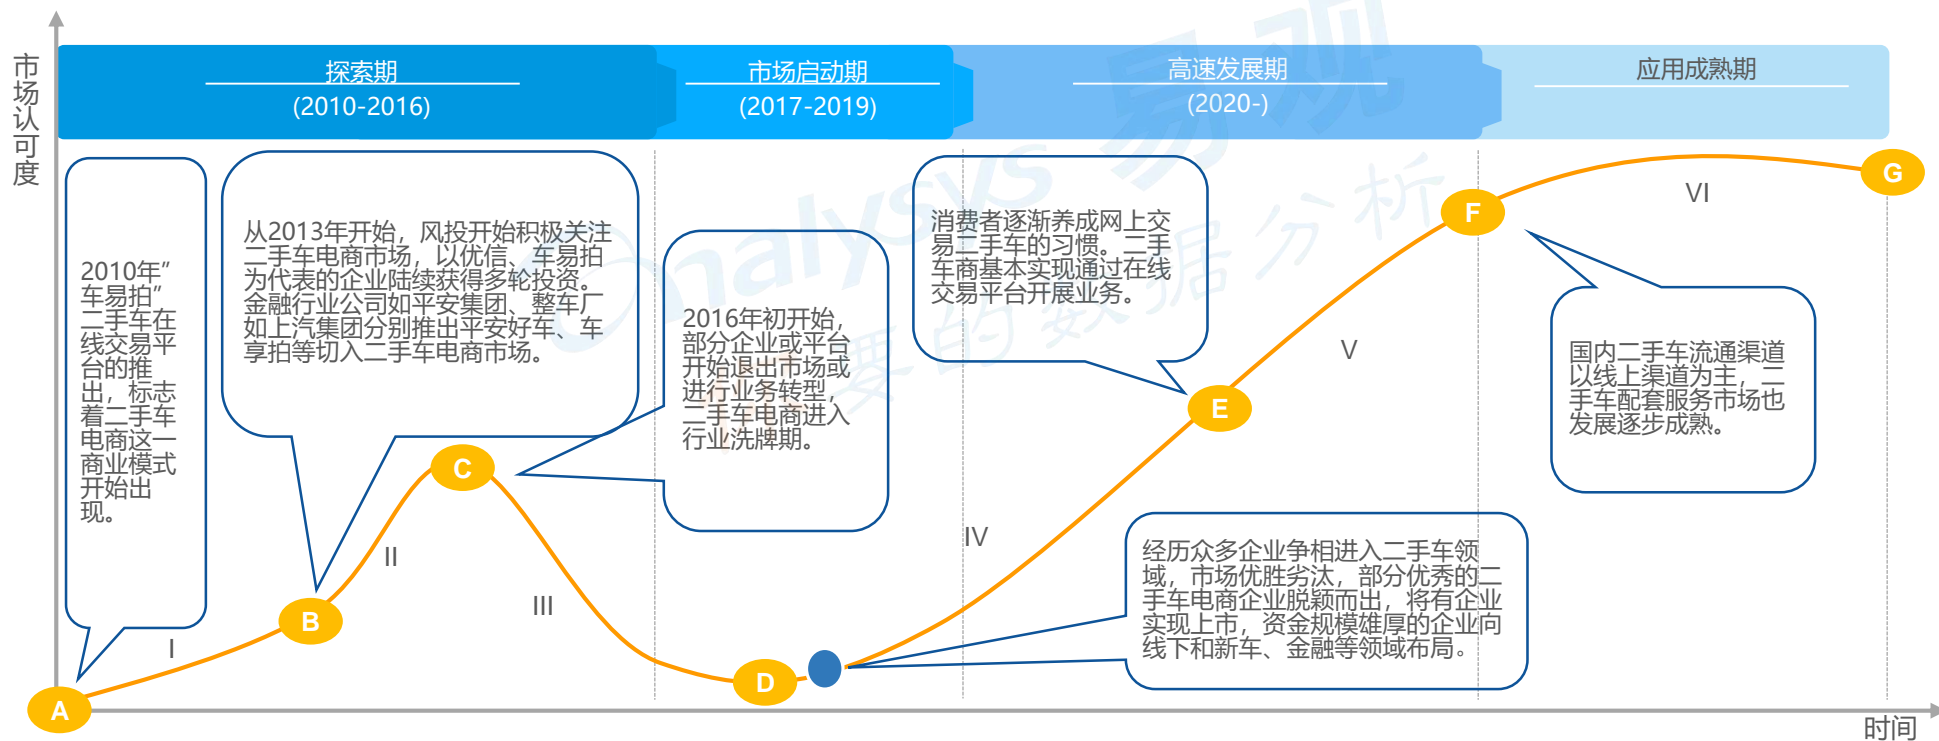 市场认可度
探索期
(2010-2016)
市场启动期
(2017-2019)
高速发展期
(2020-)
应用成熟期
2010年”
车易拍”
二手车在
线交易平
台的推
出，标志
着二手车
电商这一
商业模式
开始出
现。
从2013年开始，风投开始积极关注
二手车电商市场，以优信、车易拍
为代表的企业陆续获得多轮投资。
金融行业公司如平安集团、整车厂
如上汽集团分别推出平安好车、车
享拍等切入二手车电商市场。
2016年初开始，
部分企业或平台
开始退出市场或
进行业务转型，
二手车电商进入
行业洗牌期。
消费者逐渐养成网上交
易二手车的习惯。二手
车商基本实现通过在线
交易平台开展业务。
国内二手车流通渠道
以线上渠道为主，二
手车配套服务市场也
发展逐步成熟。
经历众多企业争相进入二手车领
域，市场优胜劣汰，部分优秀的二
手车电商企业脱颖而出，将有企业
实现上市，资金规模雄厚的企业向
线下和新车、金融等领域布局。
A
I
B
II
C
III
D
IV
E
V
F
VI
G
时间
analysys 易观
你要的数据分析